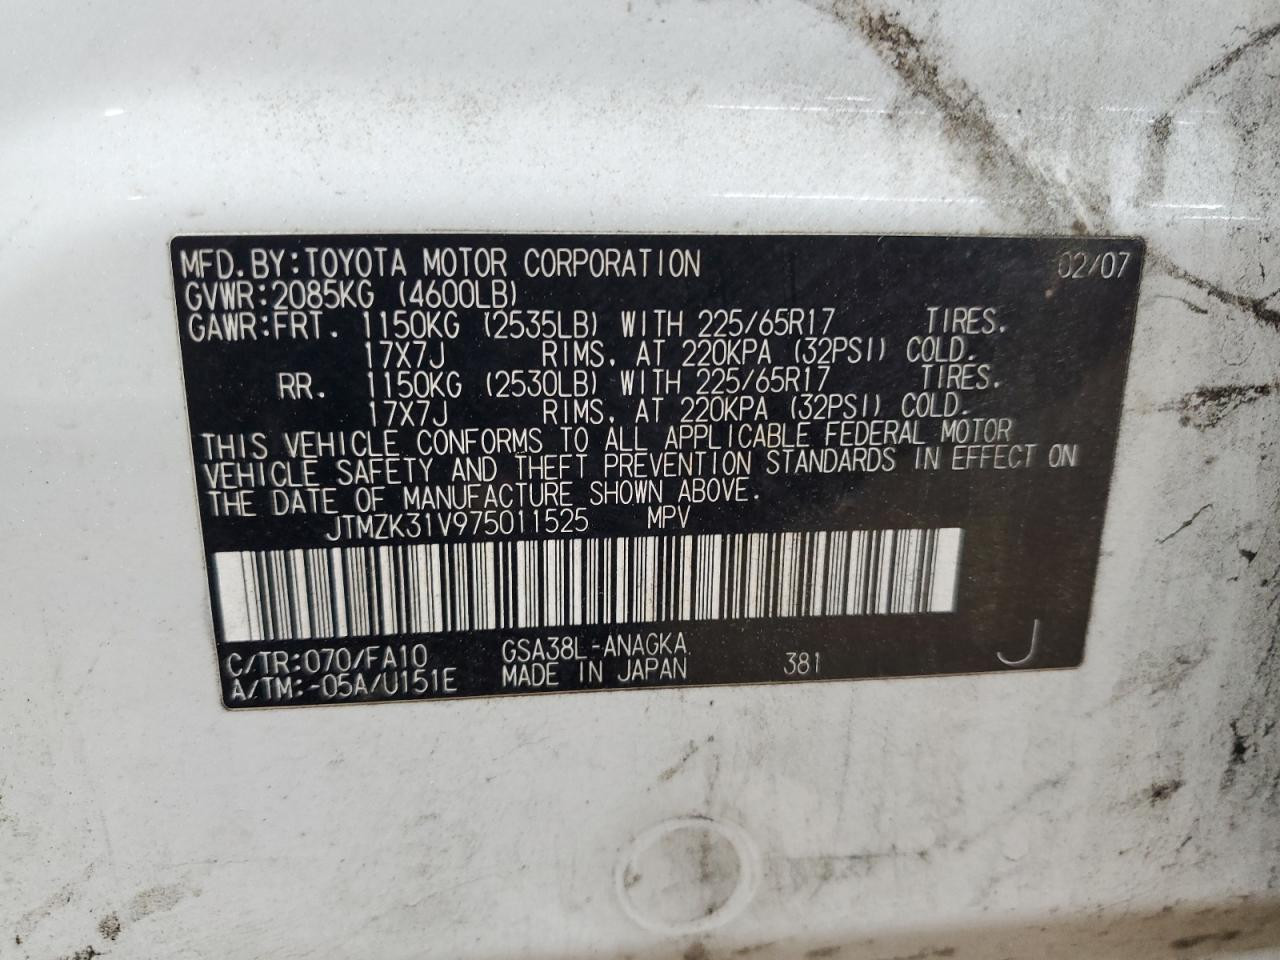 MFD.BY:TOYOTA MOTOR CORPORATION 02/07
GVWR:2085KG (4600LB)
GAWR:FRT. 1150KG (2535LB) WITH 225/65R17 TIRES.
17X7J RIMS, AT 220KPA (32PSI) COLD.
RR. 1150KG (2530LB) WITH 225/65R17 TIRES.
17X7J RIMS, AT 220KPA (32PSI) COLD.
THIS VEHICLE CONFORMS TO ALL APPLICABLE FEDERAL MOTOR
VEHICLE SAFETY AND THEFT PREVENTION STANDARDS IN EFFECT ON
THE DATE OF MANUFACTURE SHOWN ABOVE.
JTMZK31V975011525 MPV
C/TR:070/FA10 GSA38L-ANAGKA
A/TM:-05A/U151E MADE IN JAPAN 381 J